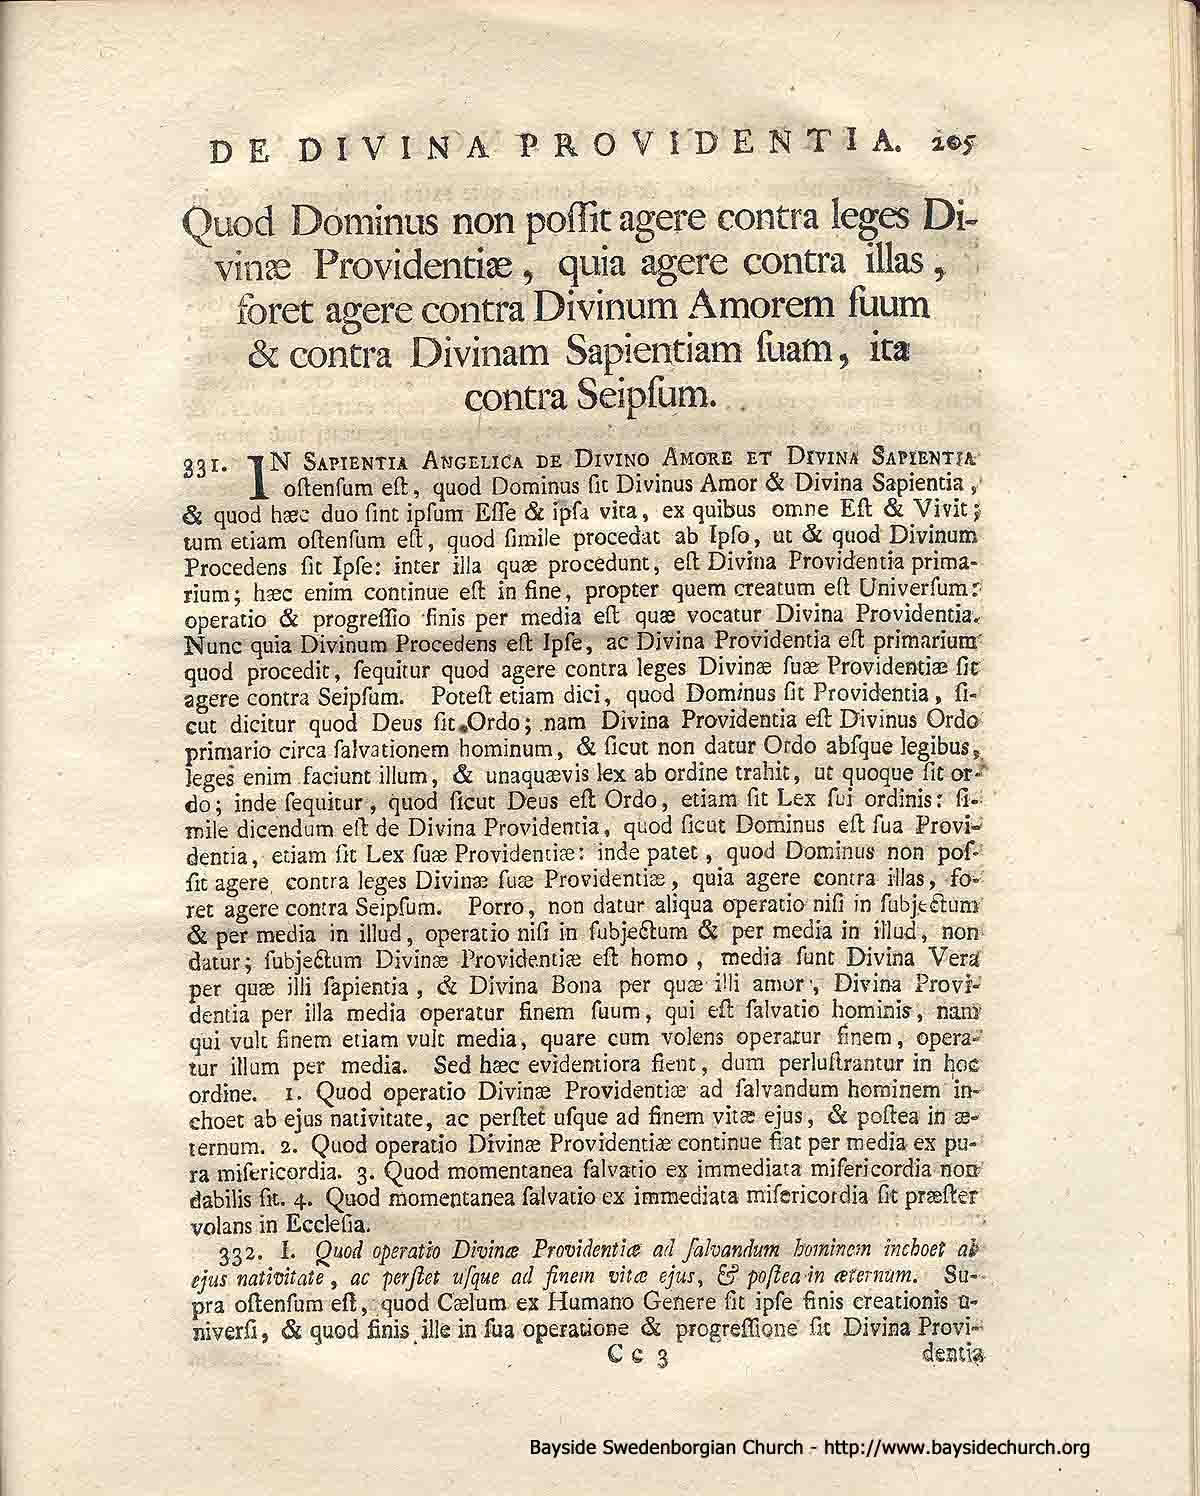 DE DIVINA PROVIDENTIA. 205
Quod Dominus non poſſit agere contra leges Di-
vinæ Providentiæ, quia agere contra illas,
foret agere contra Divinum Amorem ſuum
& contra Divinam Sapientiam ſuam, ita
contra Seipſum.
331. IN SAPIENTIA ANGELICA DE DIVINO AMORE ET DIVINA SAPIENTIA
oſtenſum eſt, quod Dominus ſit Divinus Amor & Divina Sapientia,
& quod hæc duo ſint ipſum Eſſe & ipſa vita, ex quibus omne Eſt & Vivit;
tum etiam oſtenſum eſt, quod ſimile procedat ab Ipſo, ut & quod Divinum
Procedens ſit Ipſe: inter illa quæ procedunt, eſt Divina Providentia prima-
rium; hæc enim continue eſt in fine, propter quem creatum eſt Univerſum:
operatio & progreſſio finis per media eſt quæ vocatur Divina Providentia.
Nunc quia Divinum Procedens eſt Ipſe, ac Divina Providentia eſt primarium
quod procedit, ſequitur quod agere contra leges Divinæ ſuæ Providentiæ ſit
agere contra Seipſum. Poteſt etiam dici, quod Dominus ſit Providentia, ſi-
cut dicitur quod Deus ſit Ordo; nam Divina Providentia eſt Divinus Ordo
primario circa ſalvationem hominum, & ſicut non datur Ordo abſque legibus,
leges enim faciunt illum, & unaquævis lex ab ordine trahit, ut quoque ſit or-
do; inde ſequitur, quod ſicut Deus eſt Ordo, etiam ſit Lex ſui ordinis: ſi-
mile dicendum eſt de Divina Providentia, quod ſicut Dominus eſt ſua Provi-
dentia, etiam ſit Lex ſuæ Providentiæ: inde patet, quod Dominus non poſ-
ſit agere contra leges Divinæ ſuæ Providentiæ, quia agere contra illas, fo-
ret agere contra Seipſum. Porro, non datur aliqua operatio niſi in ſubjectum
& per media in illud, operatio niſi in ſubjectum & per media in illud, non
datur; ſubjectum Divinæ Providentiæ eſt homo, media ſunt Divina Vera
per quæ illi ſapientia, & Divina Bona per quæ illi amor, Divina Provi-
dentia per illa media operatur finem ſuum, qui eſt ſalvatio hominis, nam
qui vult finem etiam vult media, quare cum volens operatur finem, opera-
tur illum per media. Sed hæc evidentiora fient, dum perluſtrantur in hoc
ordine. 1. Quod operatio Divinæ Providentiæ ad ſalvandum hominem in-
choet ab ejus nativitate, ac perſtet uſque ad finem vitæ ejus, & poſtea in æ-
ternum. 2. Quod operatio Divinæ Providentiæ continue fiat per media ex pu-
ra miſericordia. 3. Quod momentanea ſalvatio ex immediata miſericordia non
dabilis ſit. 4. Quod momentanea ſalvatio ex immediata miſericordia ſit præſter
volans in Eccleſia.
332. I. Quod operatio Divinæ Providentiæ ad ſalvandum hominem inchoet ab
ejus nativitate, ac perſtet uſque ad finem vitæ ejus, & poſtea in æternum. Su-
pra oſtenſum eſt, quod Cælum ex Humano Genere ſit ipſe finis creationis u-
niverſi, & quod finis ille in ſua operatione & progreſſione ſit Divina Provi-
C c 3 dentia
Bayside Swedenborgian Church - http://www.baysidechurch.org